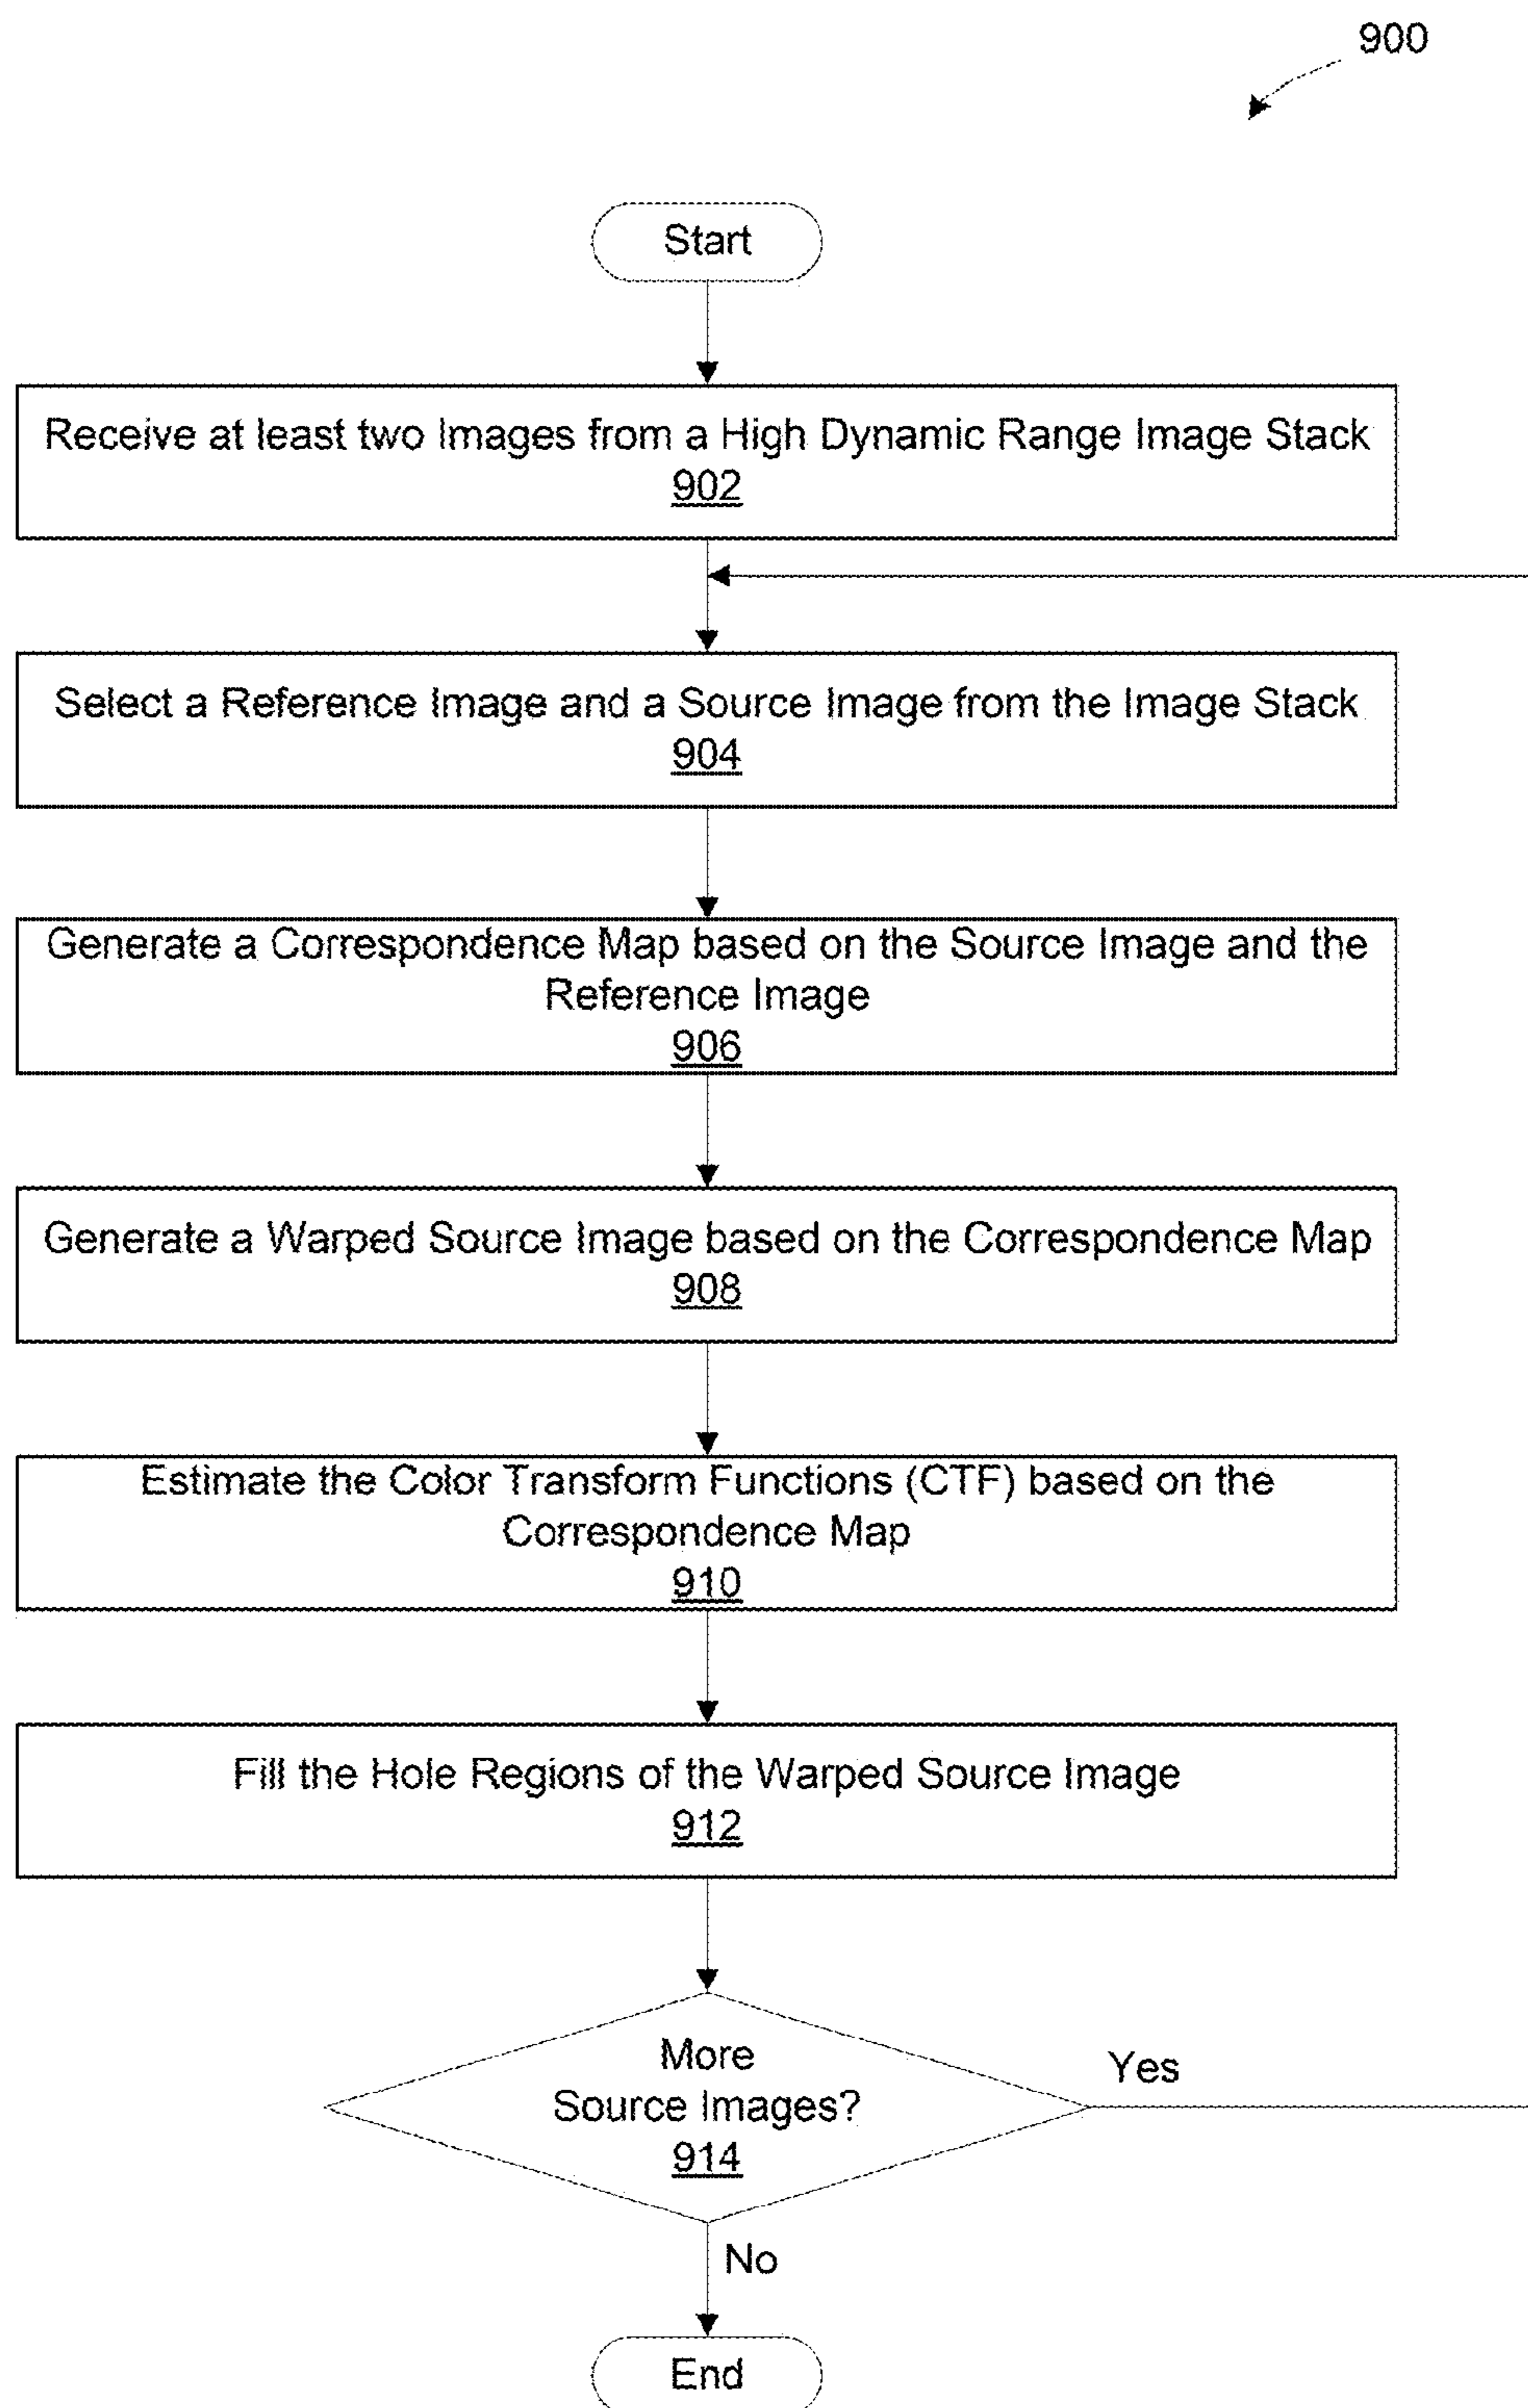 900
Start
Receive at least two Images from a High Dynamic Range Image Stack
902
Select a Reference Image and a Source Image from the Image Stack
904
Generate a Correspondence Map based on the Source Image and the
Reference Image
906
Generate a Warped Source Image based on the Correspondence Map
908
Estimate the Color Transform Functions (CTF) based on the
Correspondence Map
910
Fill the Hole Regions of the Warped Source Image
912
More
Source Images?
914
Yes
No
End